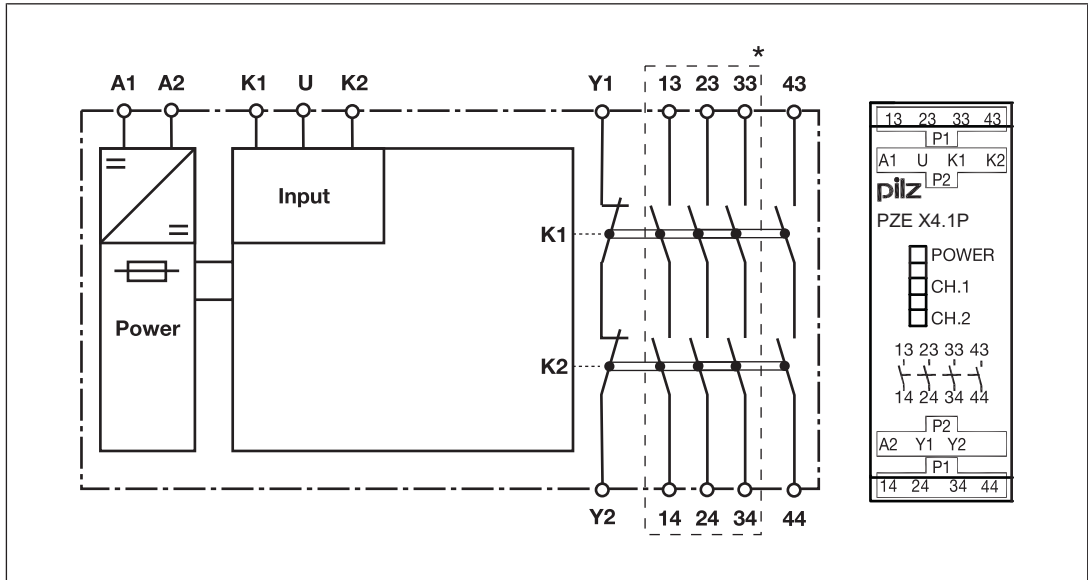 *
A1 A2 K1 U K2 Y1 13 23 33 43
Input
K1
Power
K2
Y2 14 24 34 44
13 23 33 43
P1
A1 U K1 K2
P2
pilz
PZE X4.1P
POWER
CH.1
CH.2
13 23 33 43
14 24 34 44
P2
A2 Y1 Y2
P1
14 24 34 44